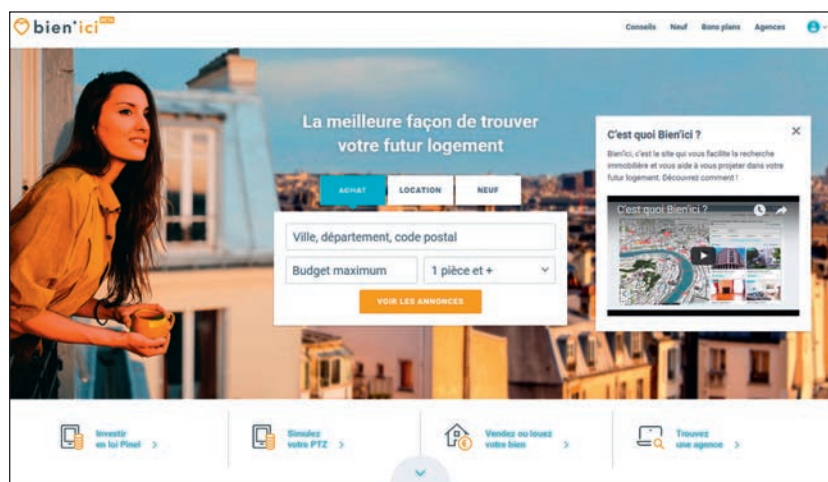 bien'ici BETA
Conseils Neuf Bons plans Agences
La meilleure façon de trouver
votre futur logement
ACHAT LOCATION NEUF
Ville, département, code postal
Budget maximum 1 pièce et +
VOIR LES ANNONCES
C'est quoi Bien'ici ?
Bien'ici, c'est le site qui vous facilite la recherche
immobilière et vous aide à vous projeter dans votre
futur logement. Découvrez comment !
C'est quoi Bien'ici ?
Investir
en loi Pinel >
Simulez
votre PTZ >
Vendez ou louez
votre bien >
Trouvez
une agence >